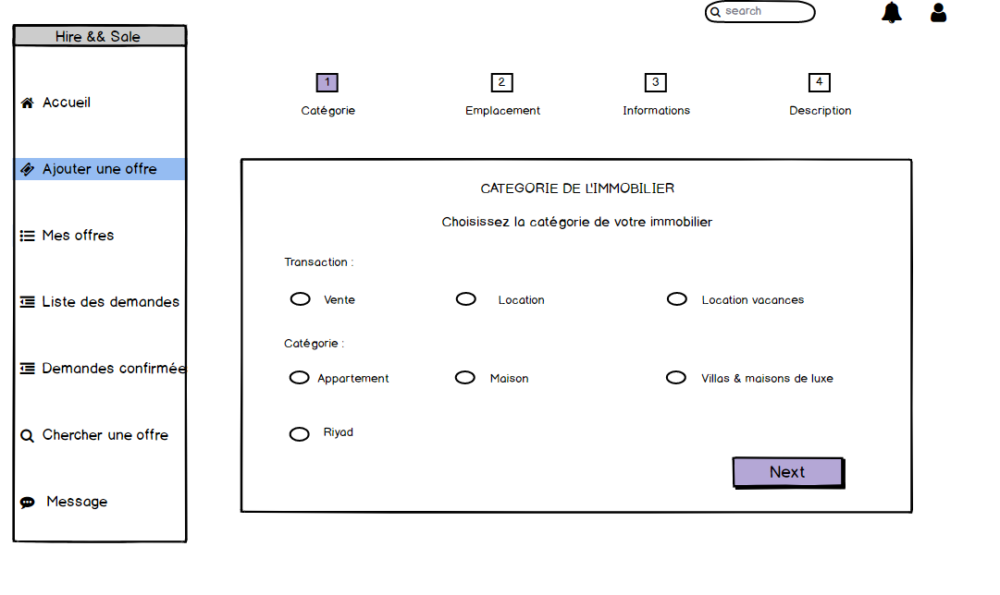 search
Hire && Sale
1
2
3
4
Catégorie
Emplacement
Informations
Description
Accueil
Ajouter une offre
Mes offres
Liste des demandes
Demandes confirmée
Chercher une offre
Message
CATEGORIE DE L'IMMOBILIER
Choisissez la catégorie de votre immobilier
Transaction :
Vente
Location
Location vacances
Catégorie :
Appartement
Maison
Villas & maisons de luxe
Riyad
Next